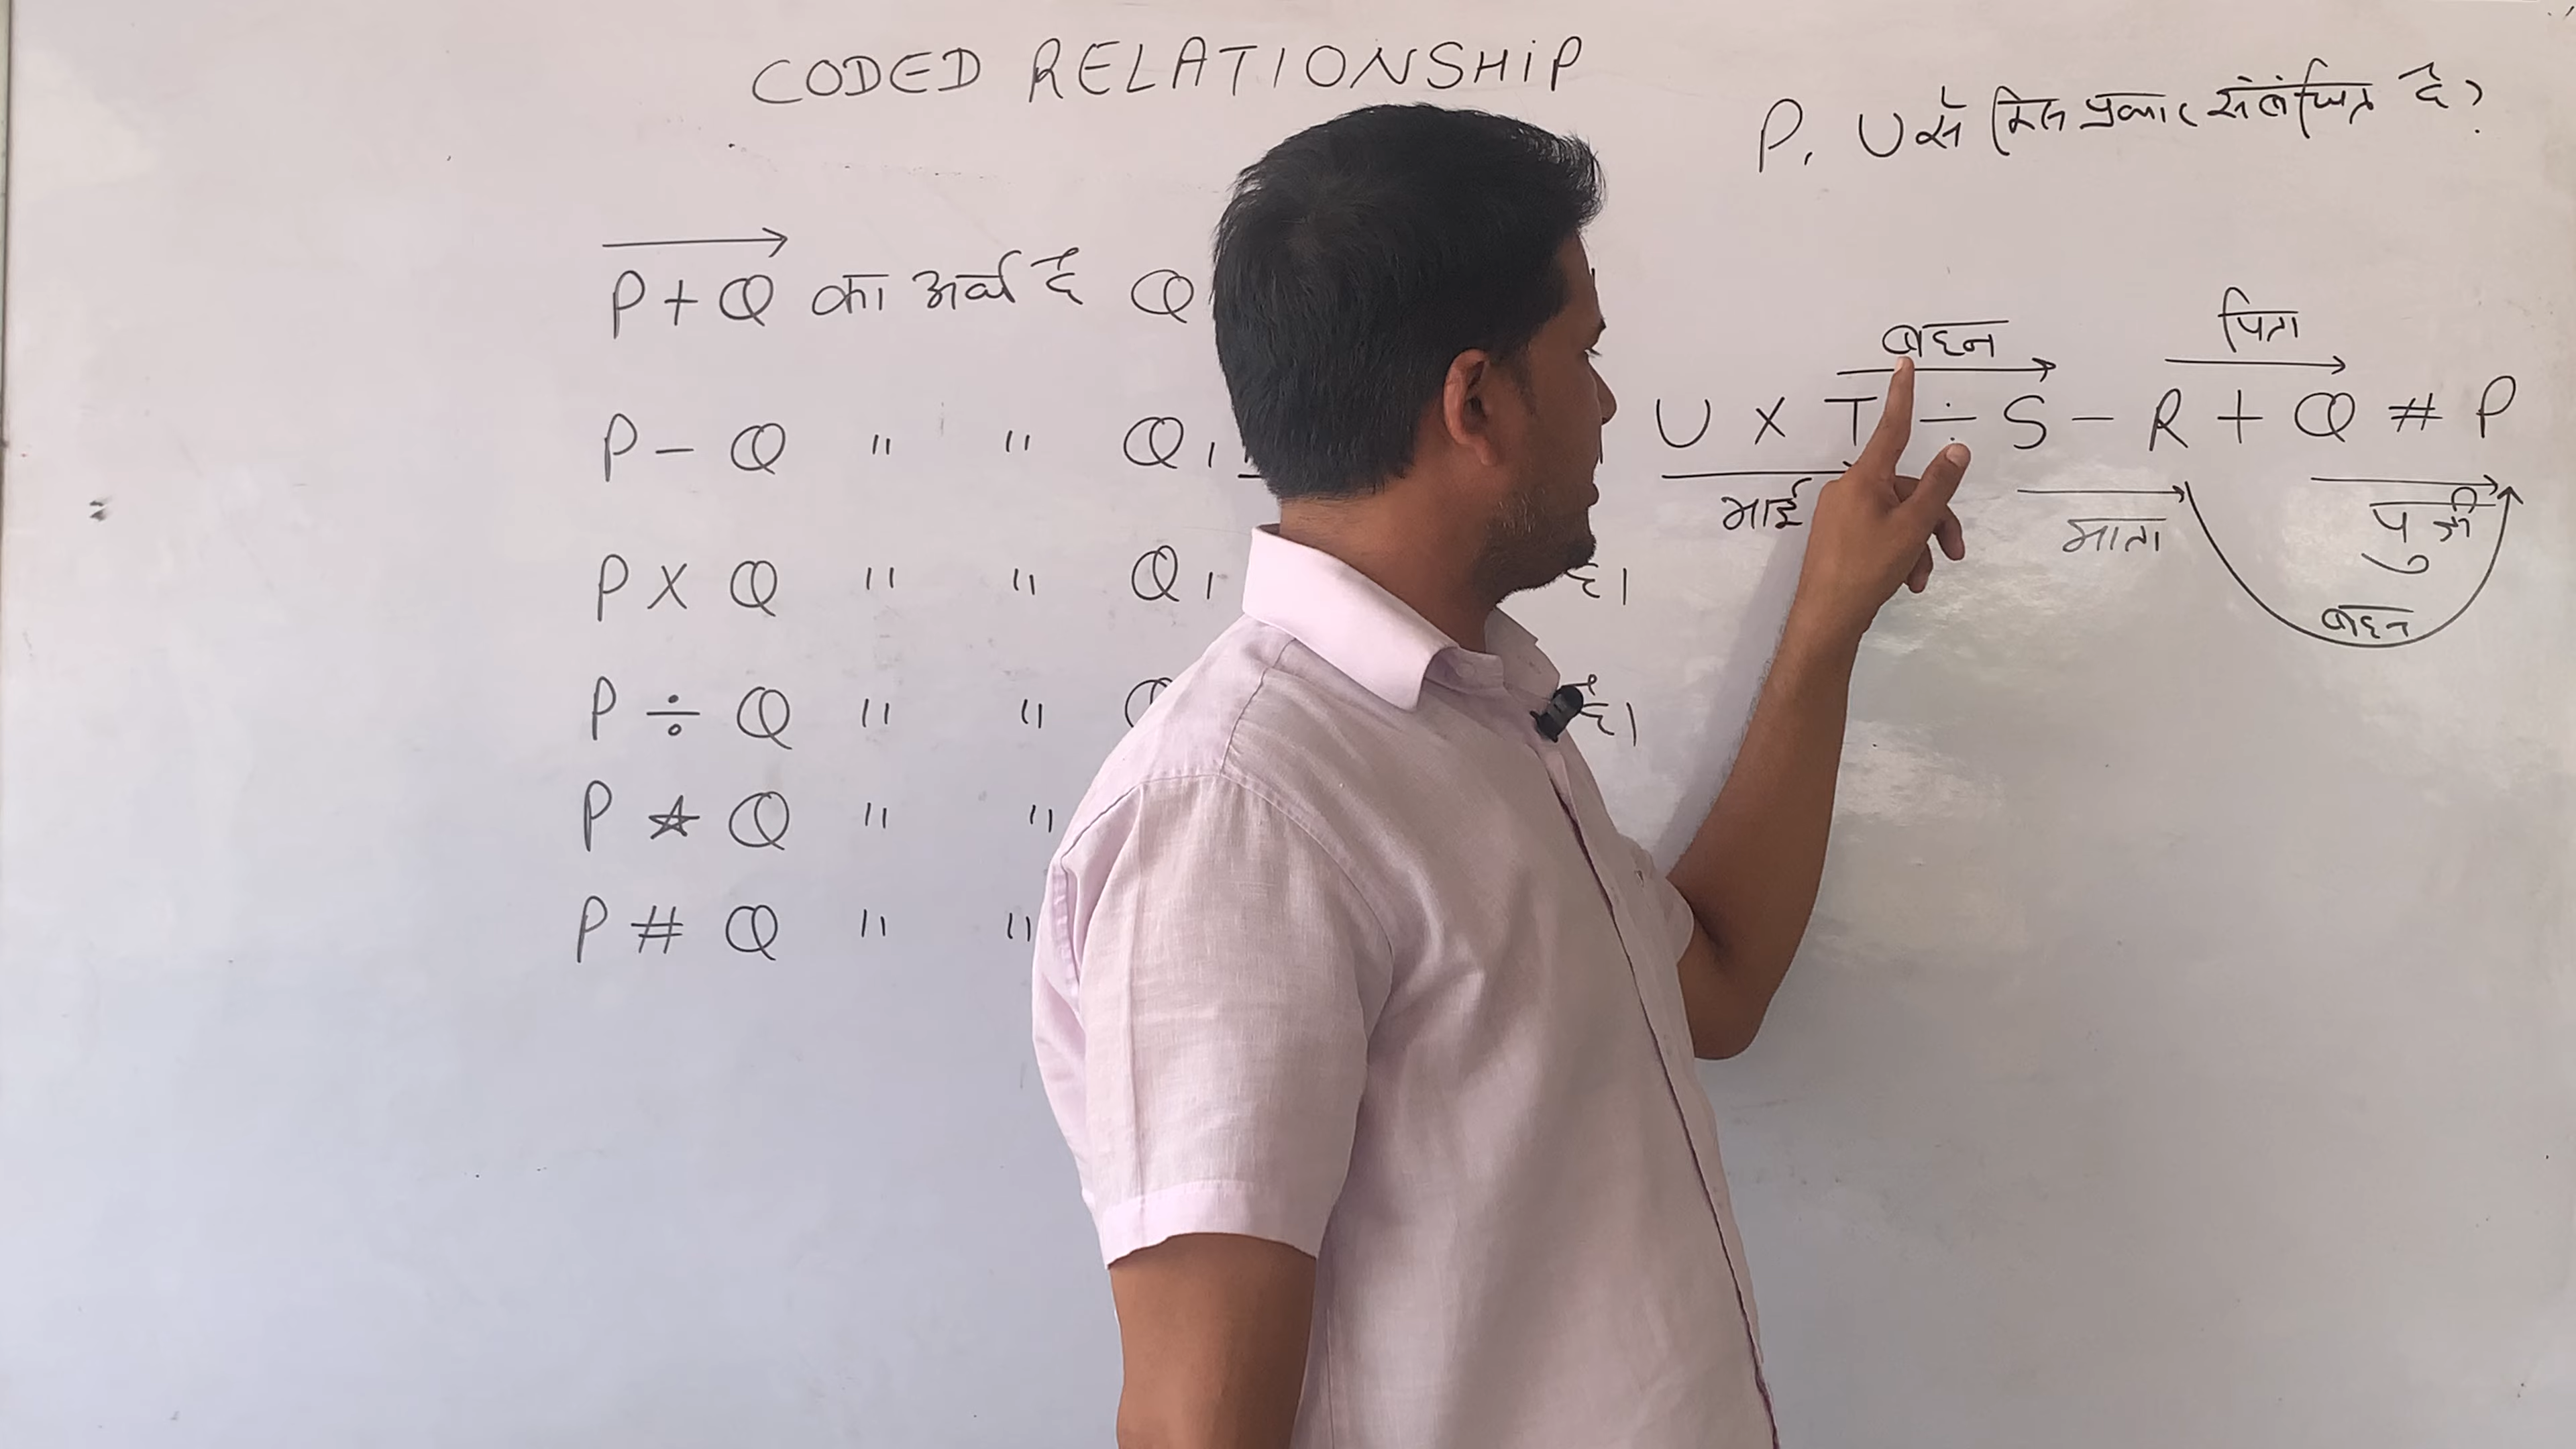 CODED RELATIONSHIP
P, U से किस प्रकार संबंधित है?
P + Q का अर्थ है Q
P - Q " " Q,
P × Q " " Q, है।
P ÷ Q " " Q है।
P ☆ Q " "
P # Q " "
बहन पिता
U × T ÷ S - R + Q # P
भाई माता पुत्री
बहन